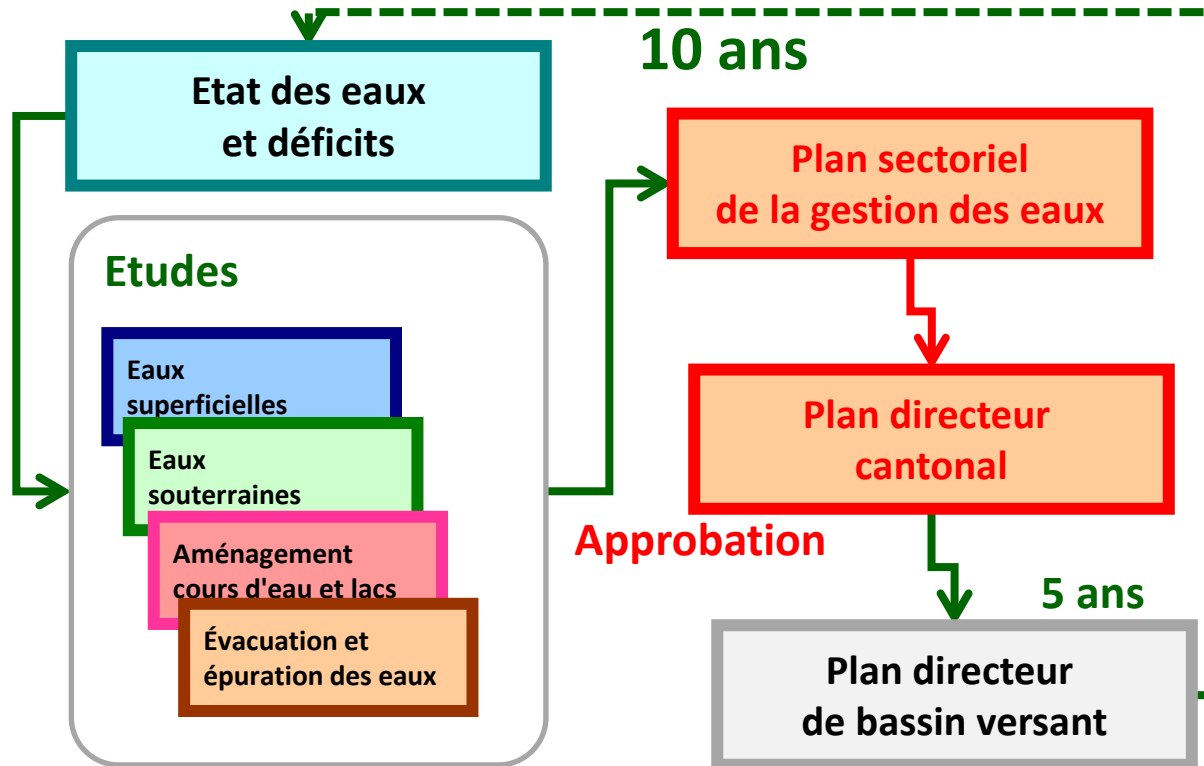 10 ans
Etat des eaux
et déficits
Plan sectoriel
de la gestion des eaux
Etudes
Eaux
superficielles
Eaux
souterraines
Aménagement
cours d'eau et lacs
Évacuation et
épuration des eaux
Plan directeur
cantonal
Approbation
5 ans
Plan directeur
de bassin versant